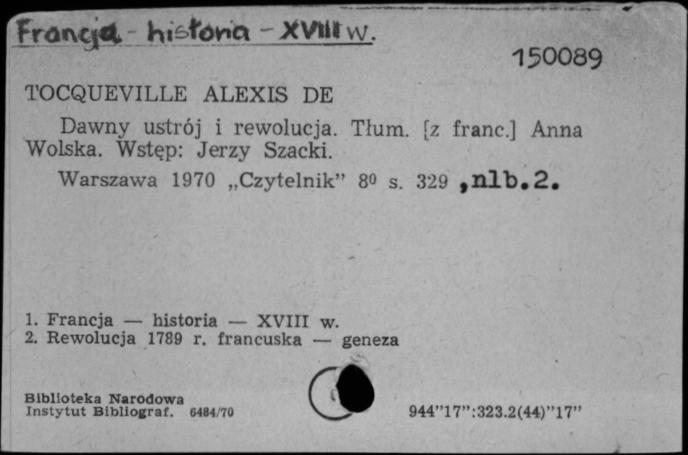 Francja - historia - XVIII w.
150089
TOCQUEVILLE ALEXIS DE
Dawny ustrój i rewolucja. Tłum. [z franc.] Anna
Wolska. Wstęp: Jerzy Szacki.
Warszawa 1970 „Czytelnik” 8⁰ s. 329 ,nlb.2.
1. Francja — historia — XVIII w.
2. Rewolucja 1789 r. francuska — geneza
Biblioteka Narodowa
Instytut Bibliograf. 6484/70
944”17”:323.2(44)”17”